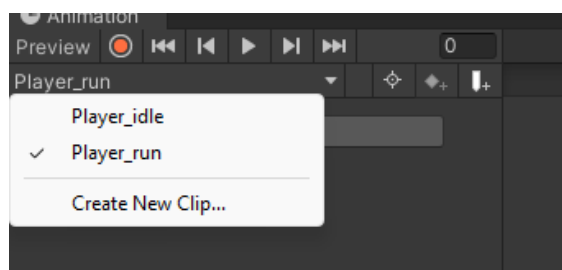 Animation
Preview 0
Player_run
Player_idle
Player_run
Create New Clip...